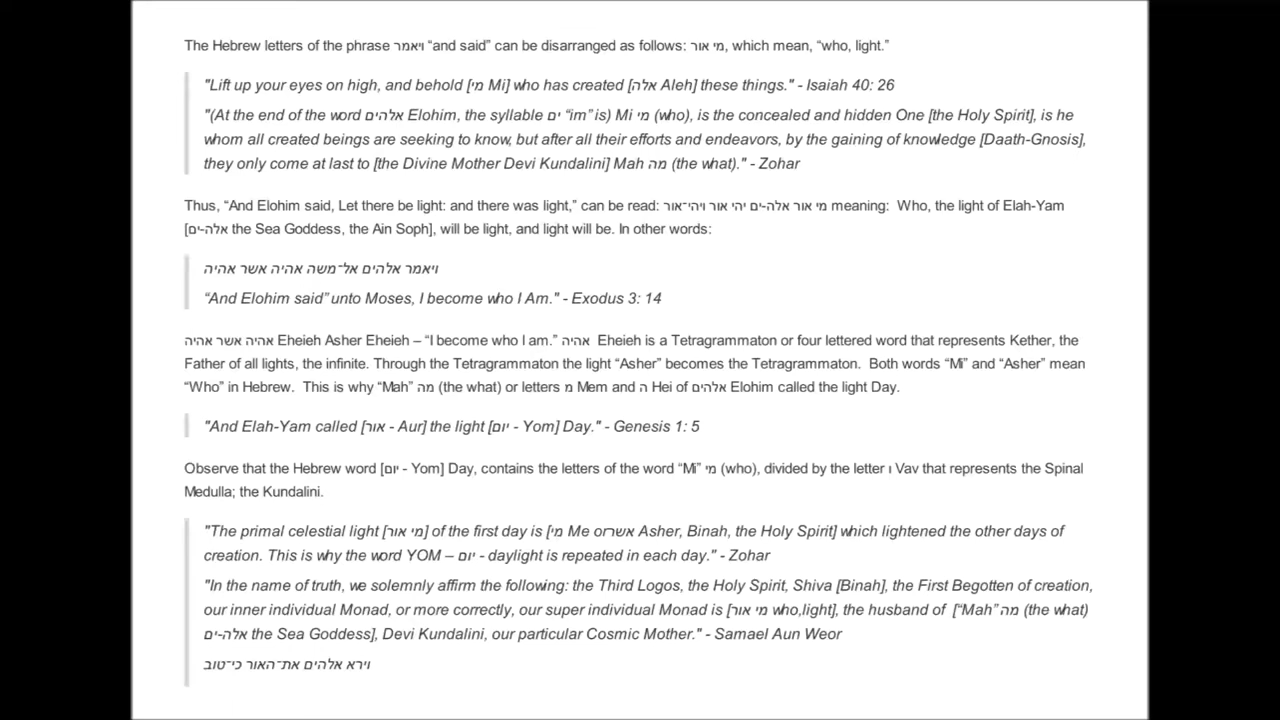 The Hebrew letters of the phrase ויאמר “and said” can be disarranged as follows: מי אור, which mean, “who, light.”
"Lift up your eyes on high, and behold [מי Mi] who has created [אלה Aleh] these things." - Isaiah 40: 26
"(At the end of the word אלהים Elohim, the syllable ים “im” is) Mi מי (who), is the concealed and hidden One [the Holy Spirit], is he
whom all created beings are seeking to know, but after all their efforts and endeavors, by the gaining of knowledge [Daath-Gnosis],
they only come at last to [the Divine Mother Devi Kundalini] Mah מה (the what)." - Zohar
Thus, “And Elohim said, Let there be light: and there was light,” can be read: מי אור אלה-ים יהי אור ויהי־אור meaning: Who, the light of Elah-Yam
[אלה-ים the Sea Goddess, the Ain Soph], will be light, and light will be. In other words:
ויאמר אלהים אל־משה אהיה אשר אהיה
“And Elohim said” unto Moses, I become who I Am." - Exodus 3: 14
אהיה אשר אהיה Eheieh Asher Eheieh – “I become who I am.” אהיה Eheieh is a Tetragrammaton or four lettered word that represents Kether, the
Father of all lights, the infinite. Through the Tetragrammaton the light “Asher” becomes the Tetragrammaton. Both words “Mi” and “Asher” mean
“Who” in Hebrew. This is why “Mah” מה (the what) or letters מ Mem and ה Hei of אלהים Elohim called the light Day.
"And Elah-Yam called [אור - Aur] the light [יום - Yom] Day." - Genesis 1: 5
Observe that the Hebrew word [יום - Yom] Day, contains the letters of the word “Mi” מי (who), divided by the letter ו Vav that represents the Spinal
Medulla; the Kundalini.
"The primal celestial light [מי אור] of the first day is [מי Me or אשר Asher, Binah, the Holy Spirit] which lightened the other days of
creation. This is why the word YOM – יום - daylight is repeated in each day." - Zohar
"In the name of truth, we solemnly affirm the following: the Third Logos, the Holy Spirit, Shiva [Binah], the First Begotten of creation,
our inner individual Monad, or more correctly, our super individual Monad is [מי אור who,light], the husband of [“Mah” מה (the what)
אלה-ים the Sea Goddess], Devi Kundalini, our particular Cosmic Mother." - Samael Aun Weor
וירא אלהים את־האור כי־טוב